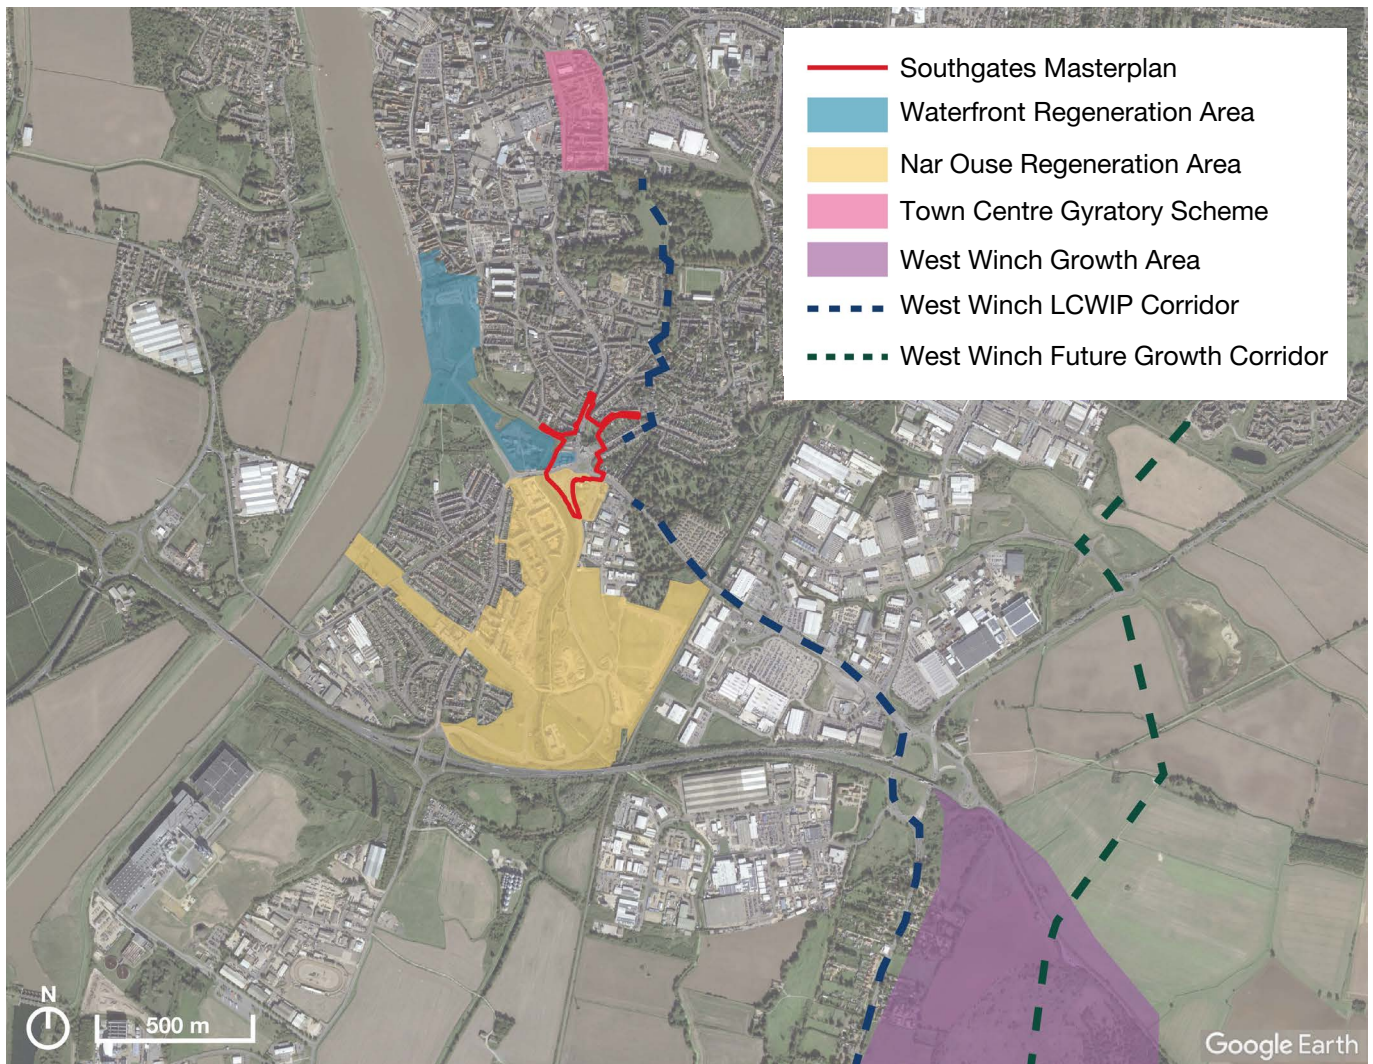 Southgates Masterplan
Waterfront Regeneration Area
Nar Ouse Regeneration Area
Town Centre Gyratory Scheme
West Winch Growth Area
West Winch LCWIP Corridor
West Winch Future Growth Corridor
N
500 m
Google Earth